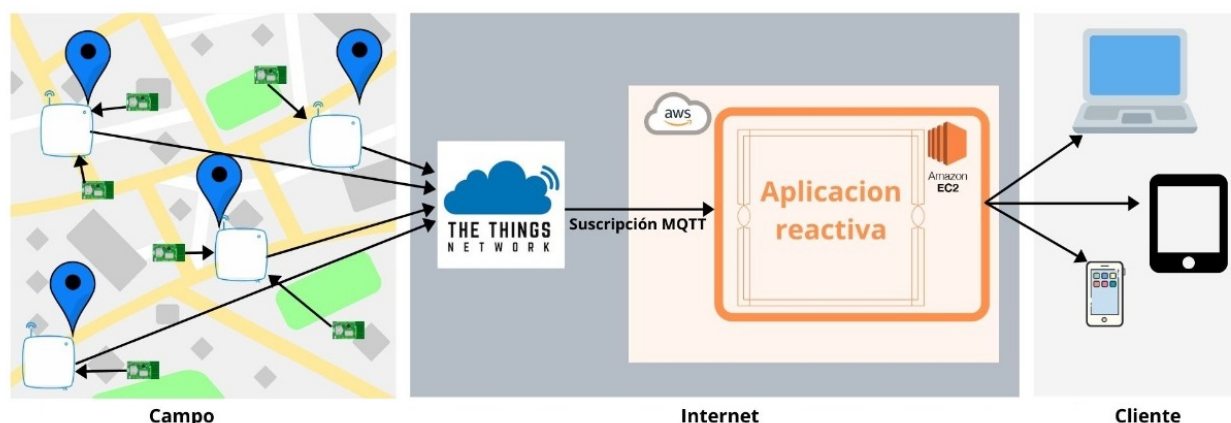 aws
Amazon
EC2
Aplicacion
reactiva
THE THINGS
NETWORK
Suscripción MQTT
Campo
Internet
Cliente